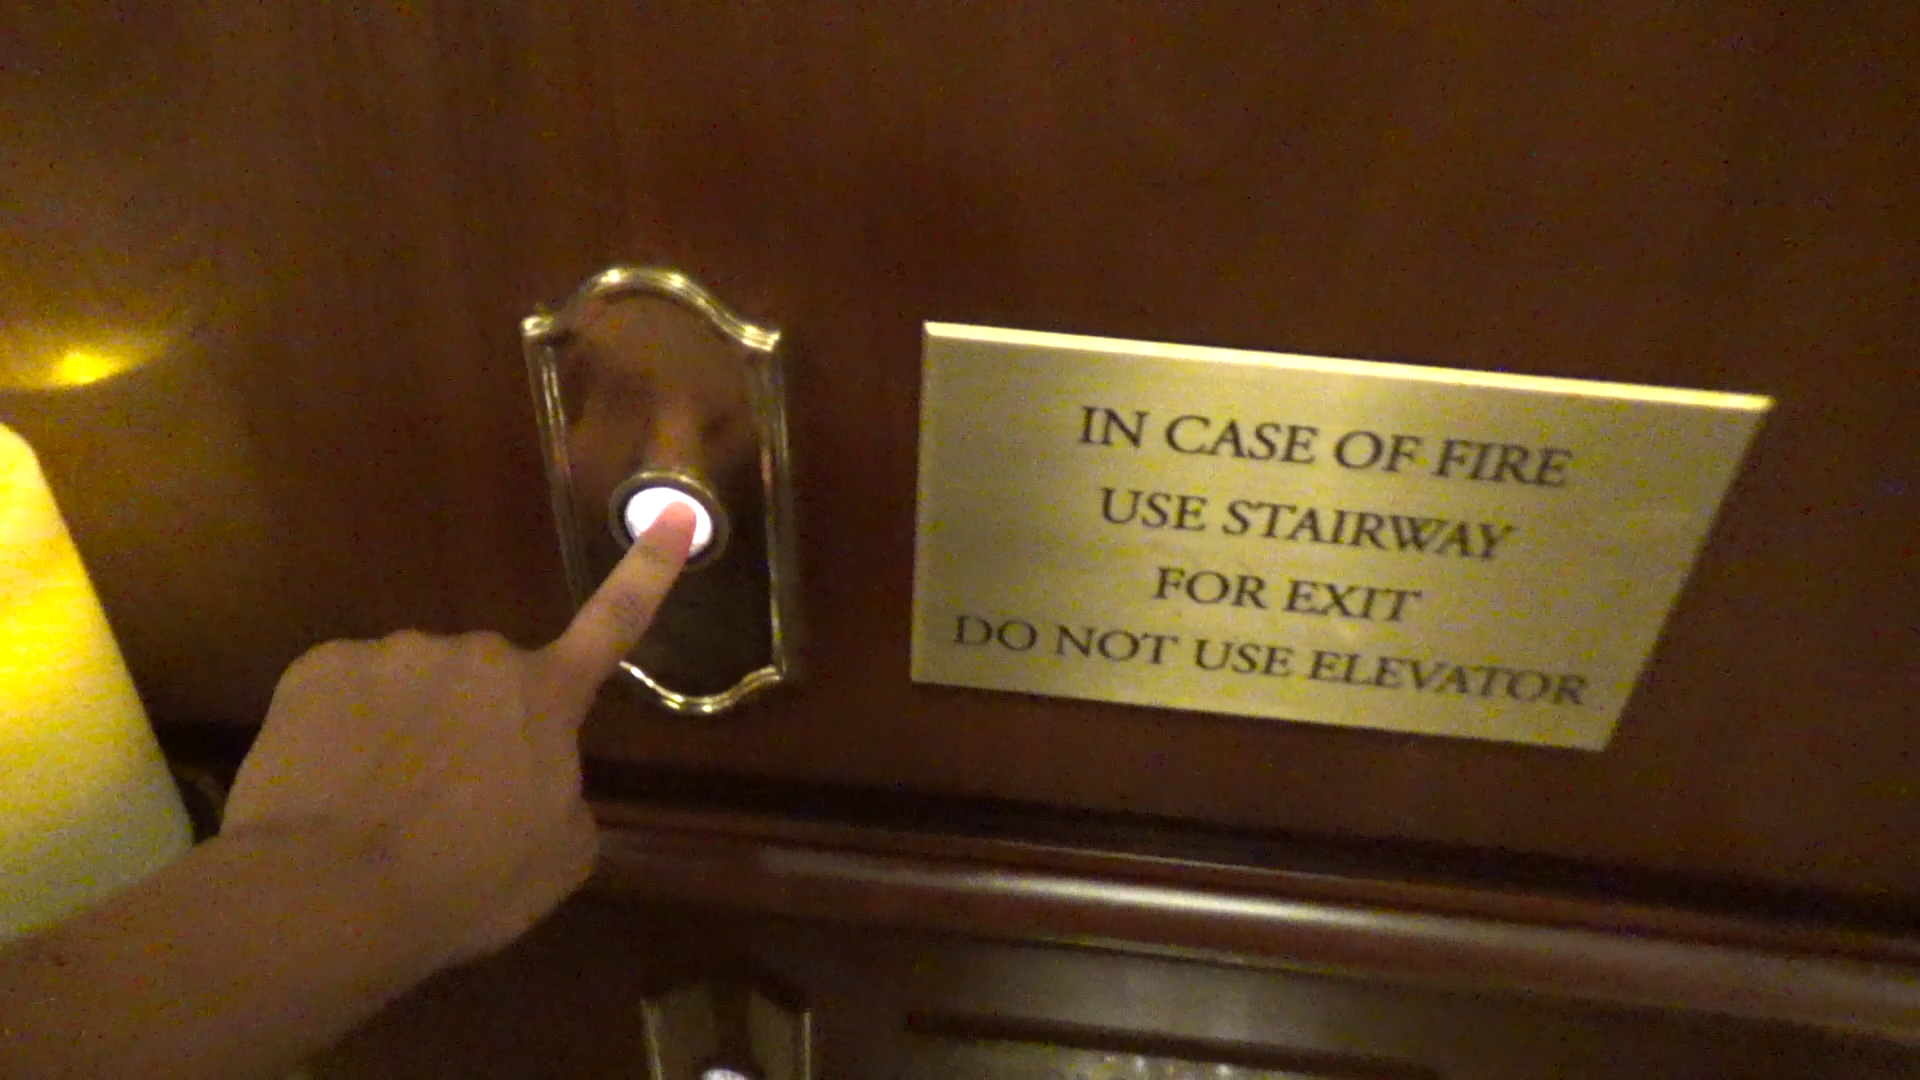 IN CASE OF FIRE
USE STAIRWAY
FOR EXIT
DO NOT USE ELEVATOR